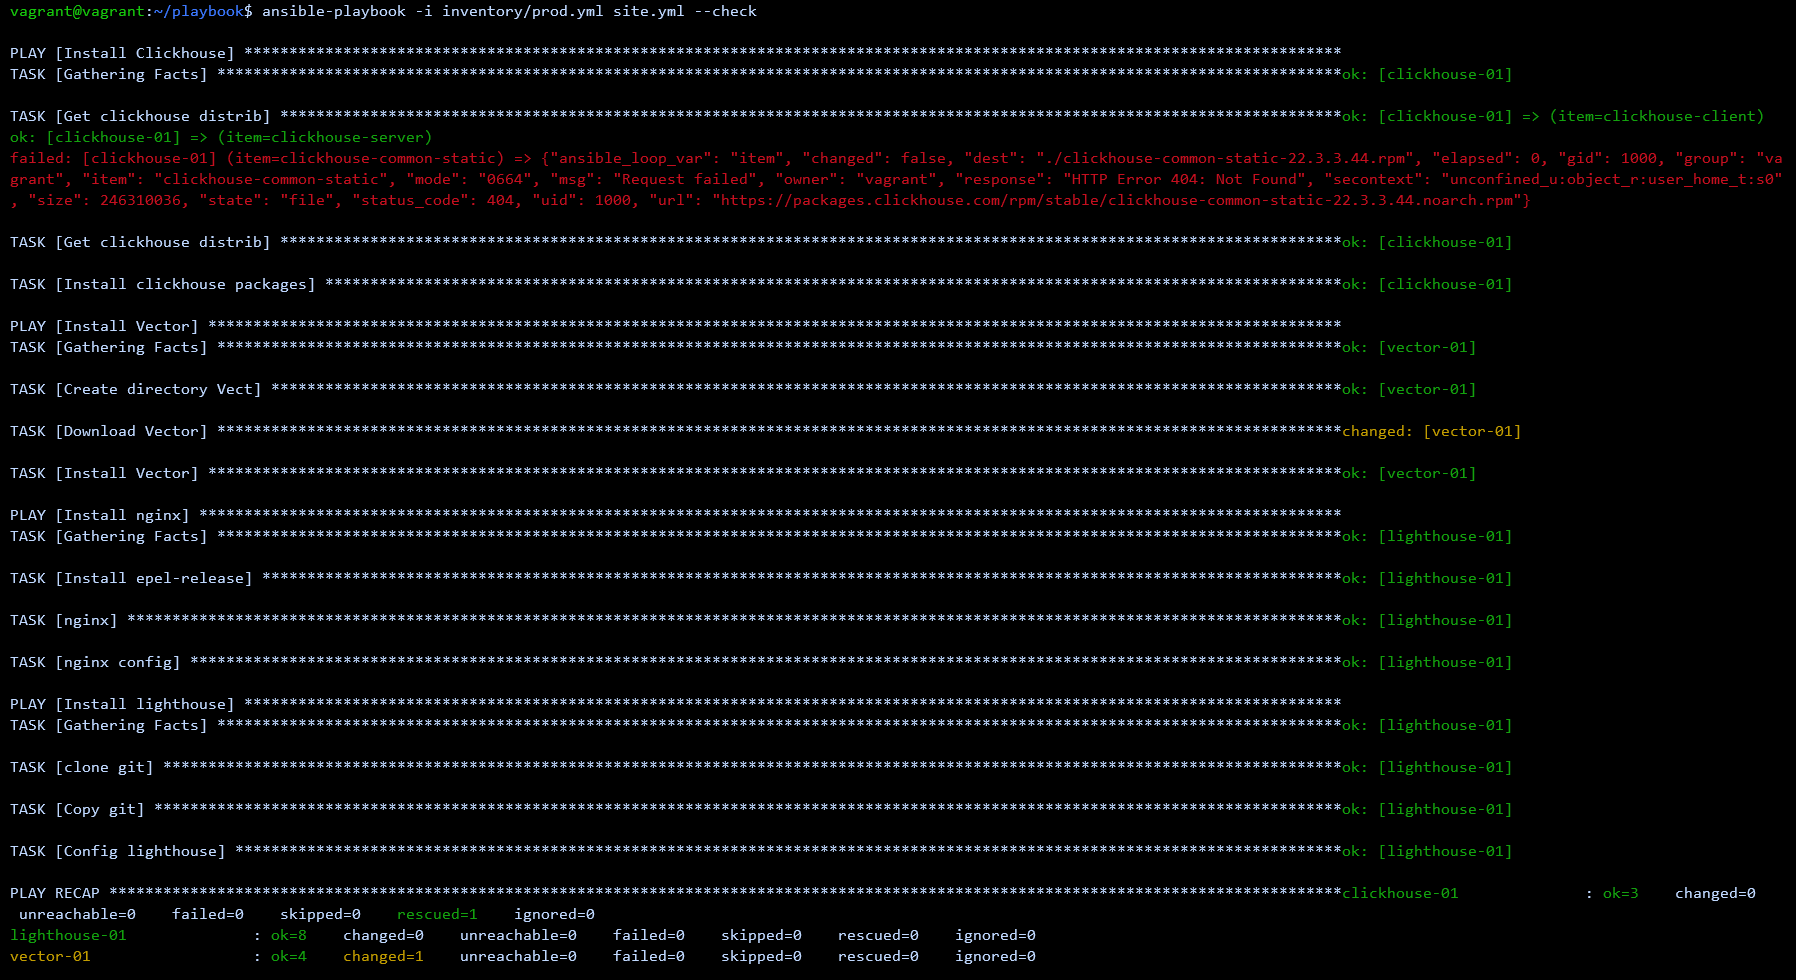 vagrant@vagrant:~/playbook$ ansible-playbook -i inventory/prod.yml site.yml --check
PLAY [Install Clickhouse] **************************************************************************************************************************
TASK [Gathering Facts] *****************************************************************************************************************************ok: [clickhouse-01]
TASK [Get clickhouse distrib] **********************************************************************************************************************ok: [clickhouse-01] => (item=clickhouse-client)
ok: [clickhouse-01] => (item=clickhouse-server)
failed: [clickhouse-01] (item=clickhouse-common-static) => {"ansible_loop_var": "item", "changed": false, "dest": "./clickhouse-common-static-22.3.3.44.rpm", "elapsed": 0, "gid": 1000, "group": "va
grant", "item": "clickhouse-common-static", "mode": "0664", "msg": "Request failed", "owner": "vagrant", "response": "HTTP Error 404: Not Found", "secontext": "unconfined_u:object_r:user_home_t:s0"
, "size": 246310036, "state": "file", "status_code": 404, "uid": 1000, "url": "https://packages.clickhouse.com/rpm/stable/clickhouse-common-static-22.3.3.44.noarch.rpm"}
TASK [Get clickhouse distrib] **********************************************************************************************************************ok: [clickhouse-01]
TASK [Install clickhouse packages] *****************************************************************************************************************ok: [clickhouse-01]
PLAY [Install Vector] ******************************************************************************************************************************
TASK [Gathering Facts] *****************************************************************************************************************************ok: [vector-01]
TASK [Create directory Vect] ***********************************************************************************************************************ok: [vector-01]
TASK [Download Vector] *****************************************************************************************************************************changed: [vector-01]
TASK [Install Vector] ******************************************************************************************************************************ok: [vector-01]
PLAY [Install nginx] *******************************************************************************************************************************
TASK [Gathering Facts] *****************************************************************************************************************************ok: [lighthouse-01]
TASK [Install epel-release] ************************************************************************************************************************ok: [lighthouse-01]
TASK [nginx] ***************************************************************************************************************************************ok: [lighthouse-01]
TASK [nginx config] ********************************************************************************************************************************ok: [lighthouse-01]
PLAY [Install lighthouse] **************************************************************************************************************************
TASK [Gathering Facts] *****************************************************************************************************************************ok: [lighthouse-01]
TASK [clone git] ***********************************************************************************************************************************ok: [lighthouse-01]
TASK [Copy git] ************************************************************************************************************************************ok: [lighthouse-01]
TASK [Config lighthouse] ***************************************************************************************************************************ok: [lighthouse-01]
PLAY RECAP *****************************************************************************************************************************************clickhouse-01              : ok=3    changed=0
 unreachable=0    failed=0    skipped=0    rescued=1    ignored=0
lighthouse-01              : ok=8    changed=0    unreachable=0    failed=0    skipped=0    rescued=0    ignored=0
vector-01                  : ok=4    changed=1    unreachable=0    failed=0    skipped=0    rescued=0    ignored=0